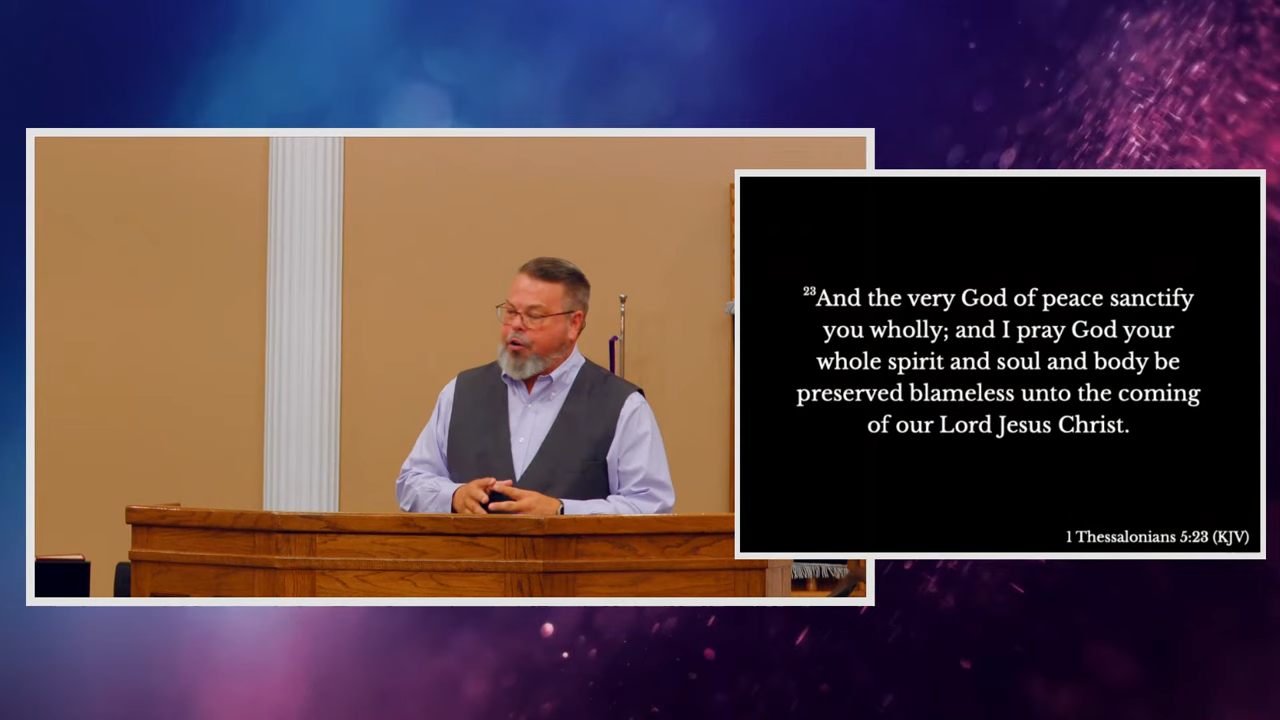 23And the very God of peace sanctify
you wholly; and I pray God your
whole spirit and soul and body be
preserved blameless unto the coming
of our Lord Jesus Christ.
1 Thessalonians 5:23 (KJV)